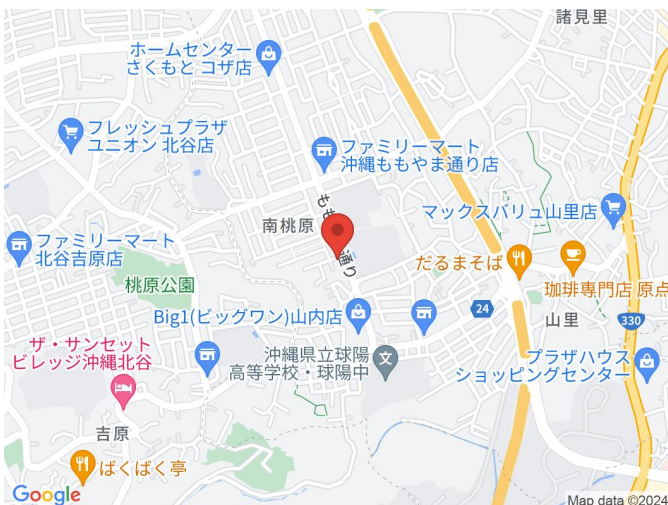 諸見里
ホームセンター
さくもと コザ店
フレッシュプラザ
ユニオン 北谷店
ファミリーマート
沖縄ももやま通り店
マックスバリュ山里店
南桃原
もも
通り
ファミリーマート
北谷吉原店
だるまそば
桃原公園
珈琲専門店 原点
Big1(ビッグワン)山内店
24
山里
330
ザ・サンセット
ビレッジ沖縄北谷
沖縄県立球陽
高等学校・球陽中
文
プラザハウス
ショッピングセンター
吉原
ばくばく亭
Google
Map data ©2024